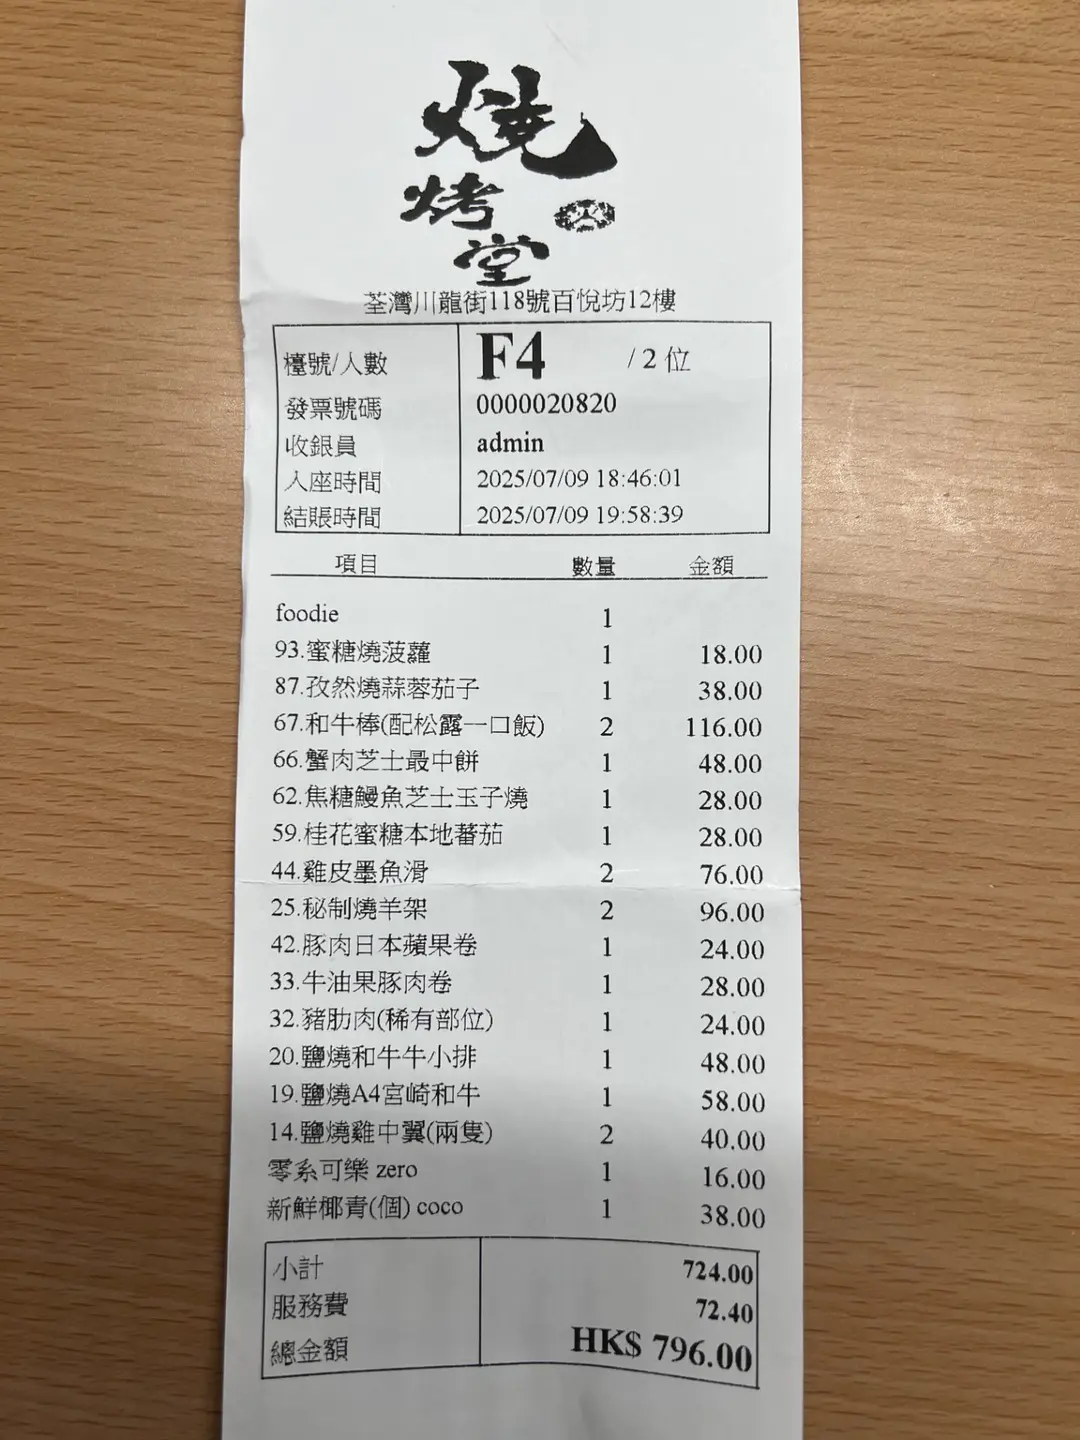 燒
烤
堂
荃灣川龍街118號百悅坊12樓
檯號/人數 F4 / 2 位
發票號碼 0000020820
收銀員 admin
入座時間 2025/07/09 18:46:01
結賬時間 2025/07/09 19:58:39
項目 數量 金額
foodie 1
93.蜜糖燒菠蘿 1 18.00
87.孜然燒蒜蓉茄子 1 38.00
67.和牛棒(配松露一口飯) 2 116.00
66.蟹肉芝士最中餅 1 48.00
62.焦糖鰻魚芝士玉子燒 1 28.00
59.桂花蜜糖本地蕃茄 1 28.00
44.雞皮墨魚滑 2 76.00
25.秘制燒羊架 2 96.00
42.豚肉日本蘋果卷 1 24.00
33.牛油果豚肉卷 1 28.00
32.豬肋肉(稀有部位) 1 24.00
20.鹽燒和牛牛小排 1 48.00
19.鹽燒A4宮崎和牛 1 58.00
14.鹽燒雞中翼(兩隻) 2 40.00
零系可樂 zero 1 16.00
新鮮椰青(個) coco 1 38.00
小計 724.00
服務費 72.40
總金額 HK$ 796.00